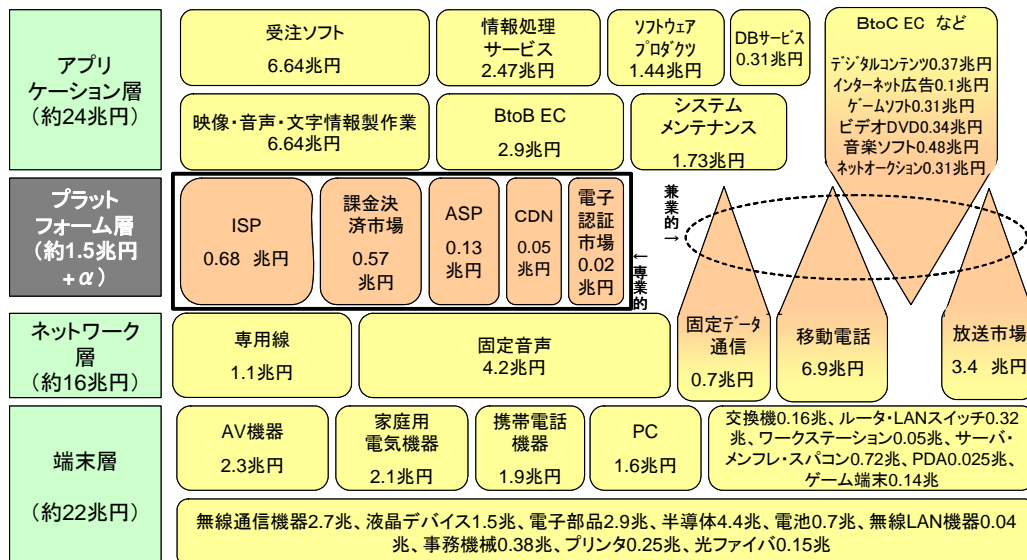 アプリ
ケーション層
(約24兆円)
受注ソフト
6.64兆円
情報処理
サービス
2.47兆円
ソフトウェア
プロダクツ
1.44兆円
DBサービス
0.31兆円
BtoC EC など
デジタルコンテンツ0.37兆円
インターネット広告0.1兆円
ゲームソフト0.31兆円
ビデオDVD0.34兆円
音楽ソフト0.48兆円
ネットオークション0.31兆円
映像・音声・文字情報製作業
6.64兆円
BtoB EC
2.9兆円
システム
メンテナンス
1.73兆円
プラット
フォーム層
(約1.5兆円
+α)
ISP
0.68 兆円
課金決
済市場
0.57
兆円
ASP
0.13
兆円
CDN
0.05
兆円
電子
認証
市場
0.02
兆円
兼業的→
←専業的
ネットワーク
層
(約16兆円)
専用線
1.1兆円
固定音声
4.2兆円
固定データ
通信
0.7兆円
移動電話
6.9兆円
放送市場
3.4 兆円
端末層
(約22兆円)
AV機器
2.3兆円
家庭用
電気機器
2.1兆円
携帯電話
機器
1.9兆円
PC
1.6兆円
交換機0.16兆、ルータ・LANスイッチ0.32
兆、ワークステーション0.05兆、サーバ・
メンフレ・スパコン0.72兆、PDA0.025兆、
ゲーム端末0.14兆
無線通信機器2.7兆、液晶デバイス1.5兆、電子部品2.9兆、半導体4.4兆、電池0.7兆、無線LAN機器0.04
兆、事務機械0.38兆、プリンタ0.25兆、光ファイバ0.15兆